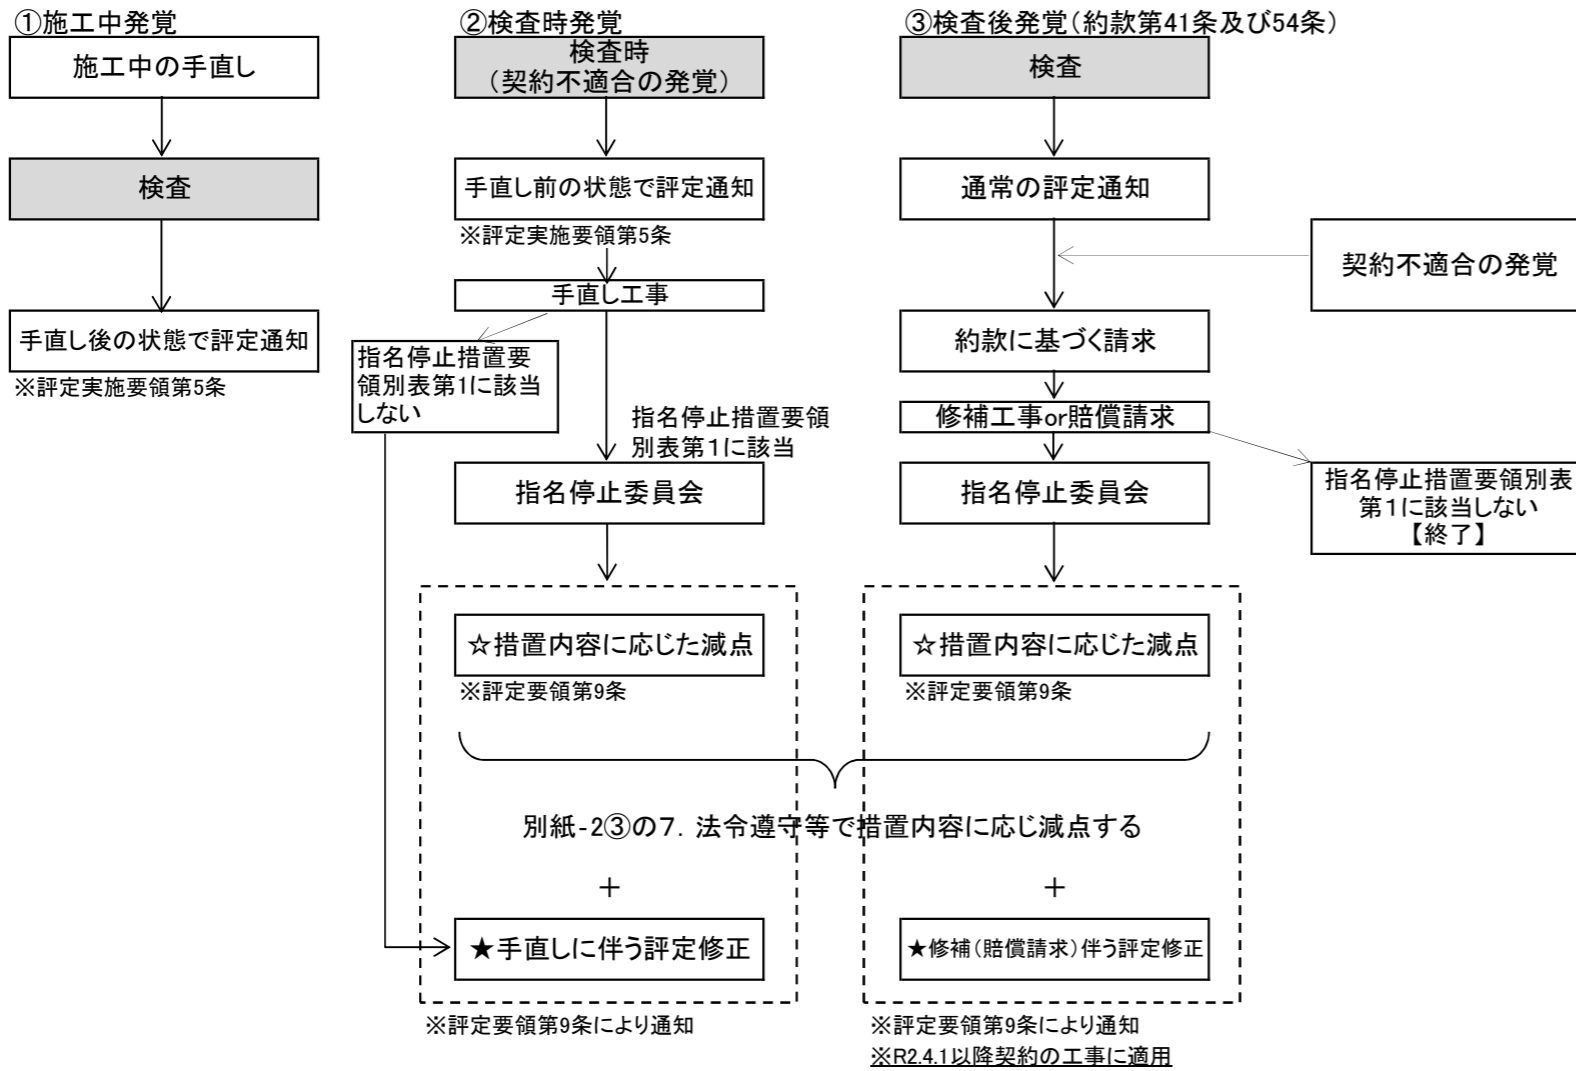 ①施工中発覚
施工中の手直し
検査
手直し後の状態で評定通知
※評定実施要領第5条
②検査時発覚
検査時
（契約不適合の発覚）
手直し前の状態で評定通知
※評定実施要領第5条
手直し工事
指名停止措置要
領別表第1に該当
しない
指名停止措置要領
別表第１に該当
指名停止委員会
☆措置内容に応じた減点
※評定要領第9条
③検査後発覚（約款第41条及び54条）
検査
通常の評定通知
契約不適合の発覚
約款に基づく請求
修補工事or賠償請求
指名停止措置要領別表
第１に該当しない
【終了】
指名停止委員会
☆措置内容に応じた減点
※評定要領第9条
別紙-2③の７．法令遵守等で措置内容に応じ減点する
＋
＋
★手直しに伴う評定修正
★修補（賠償請求）伴う評定修正
※評定要領第9条により通知
※評定要領第9条により通知
※R2.4.1以降契約の工事に適用